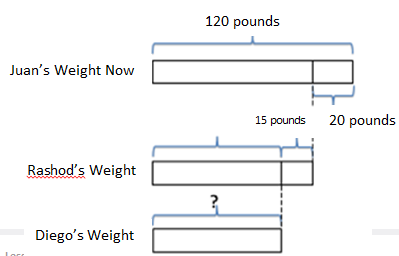 120 pounds
Juan's Weight Now
15 pounds 20 pounds
Rashod's Weight
?
Diego's Weight